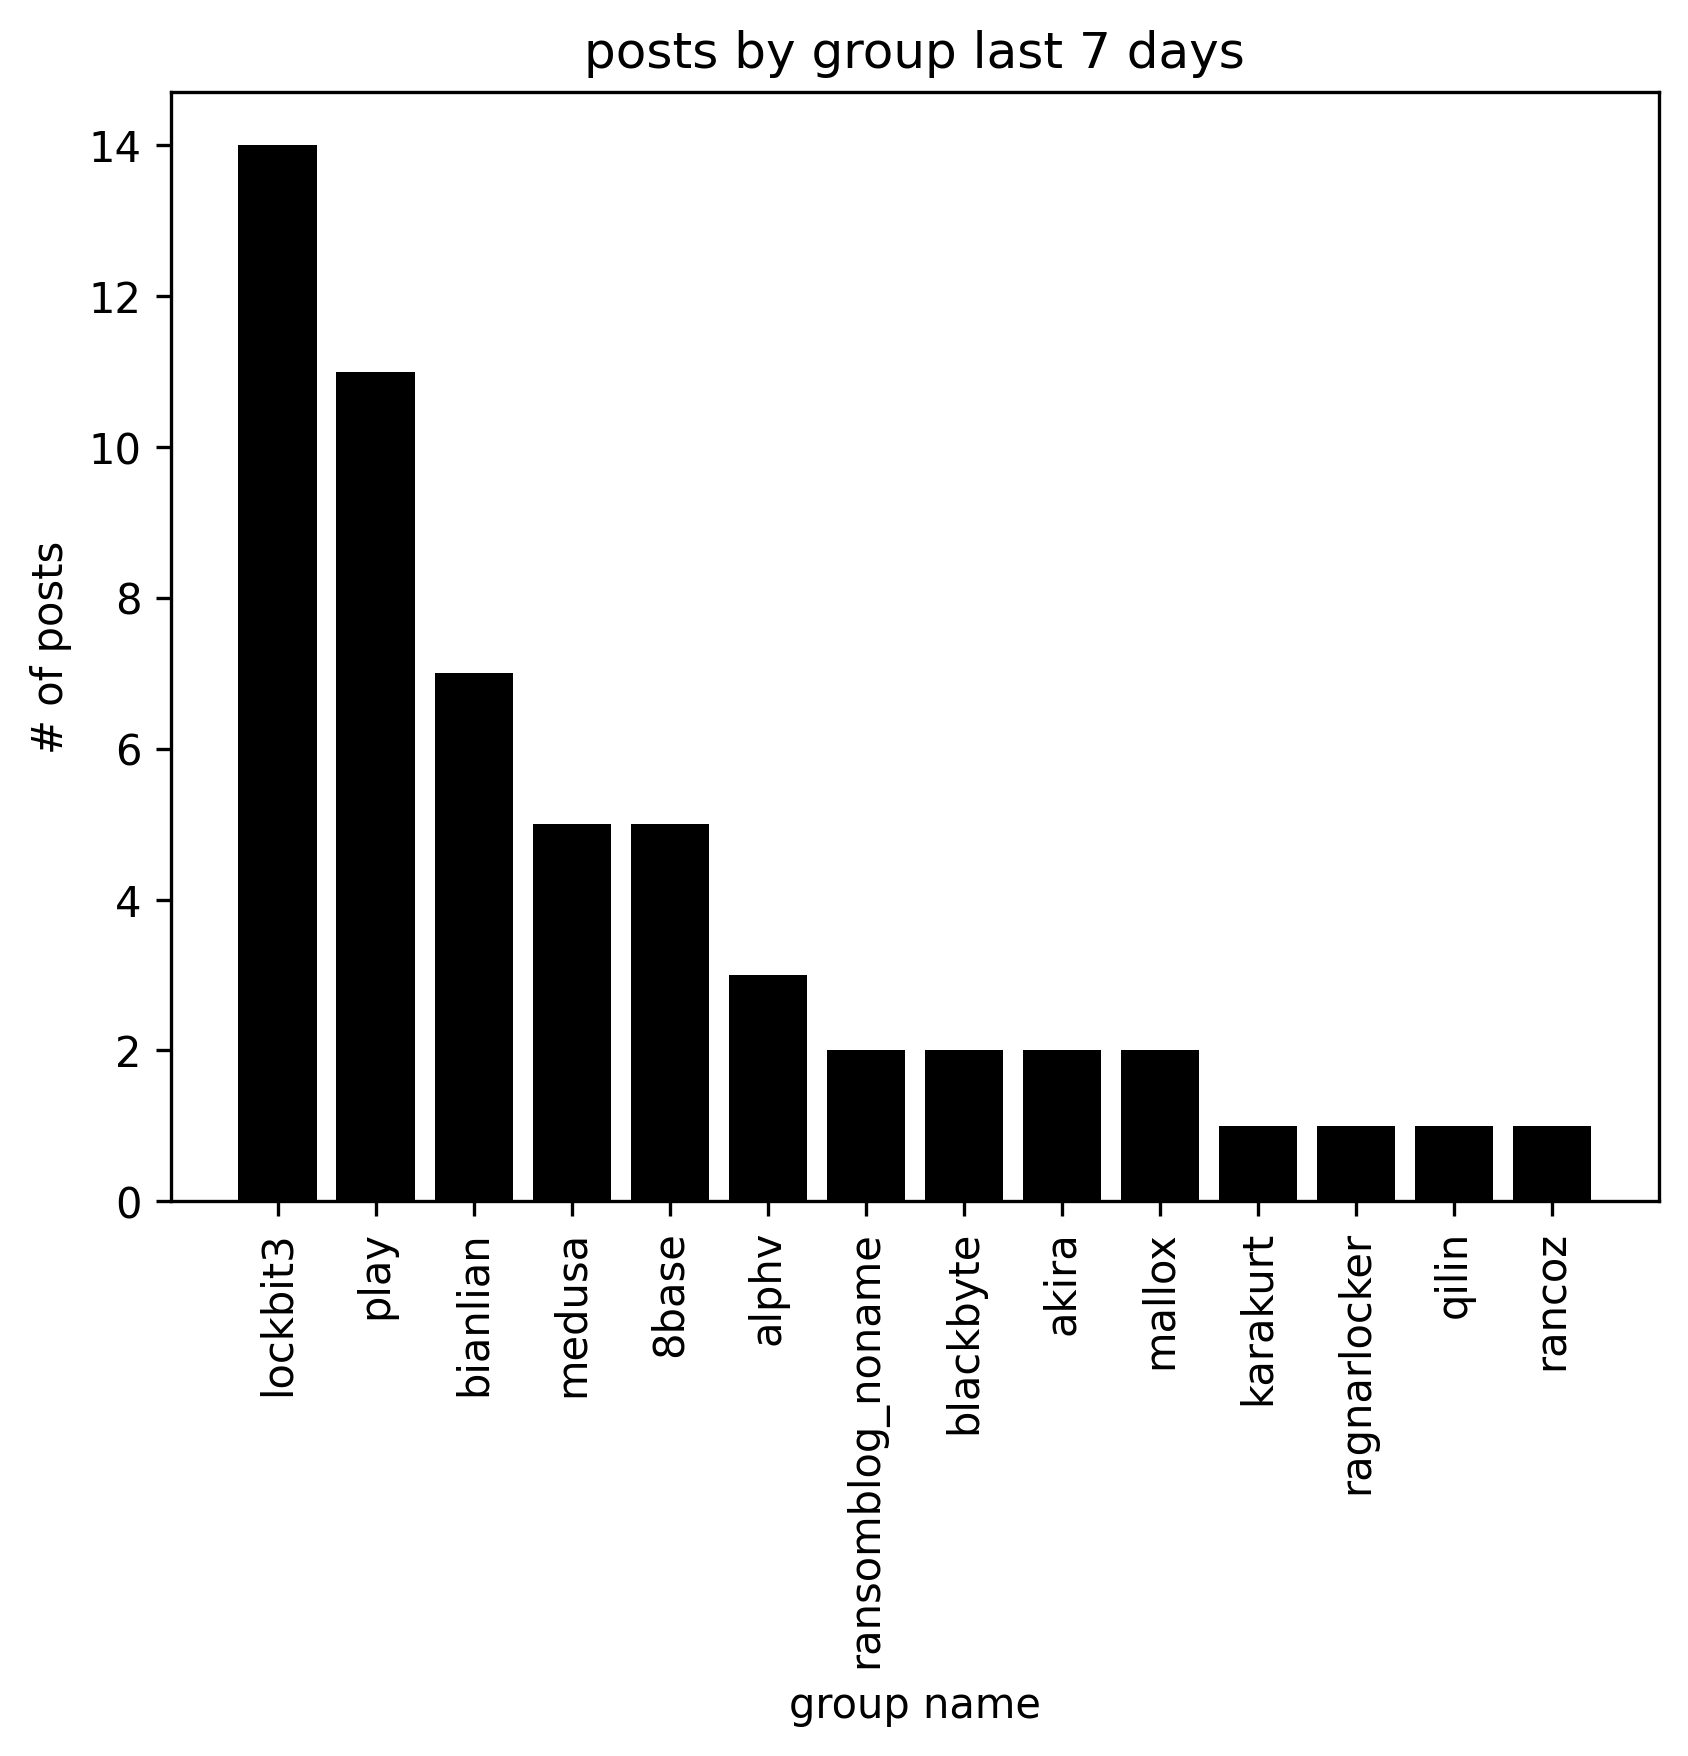 posts by group last 7 days
14
12
10
8
6
4
2
0
# of posts
lockbit3
play
bianlian
medusa
8base
alphv
ransomblog_noname
blackbyte
akira
mallox
karakurt
ragnarlocker
qilin
rancoz
group name